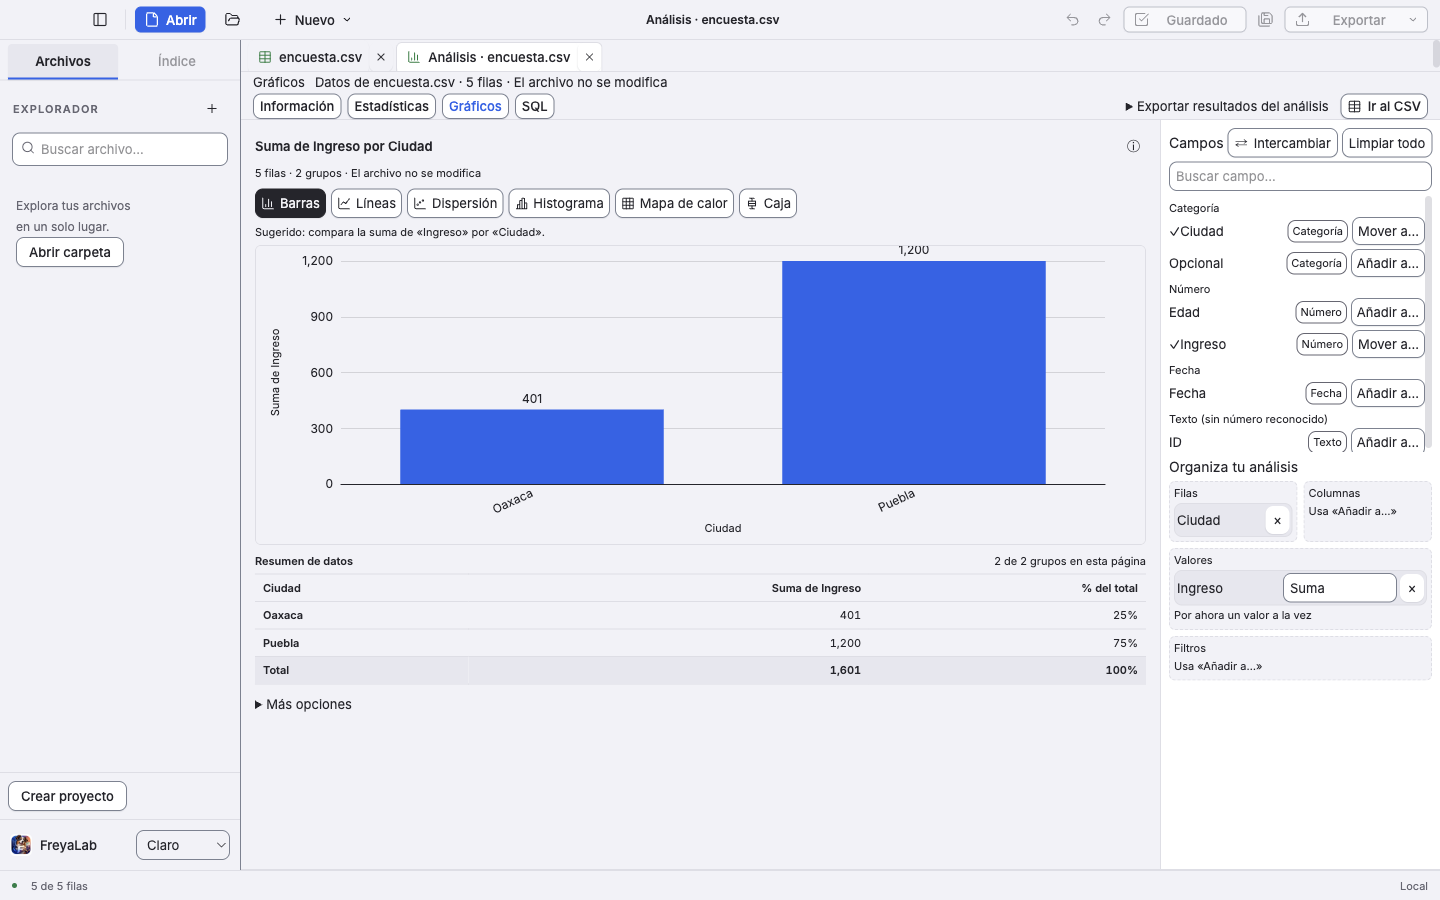 Abrir
Nuevo
Análisis · encuesta.csv
Guardado
Exportar
Archivos
Índice
encuesta.csv ×
Análisis · encuesta.csv ×
EXPLORADOR +
Buscar archivo...
Explora tus archivos
en un solo lugar.
Abrir carpeta
Crear proyecto
FreyaLab
Claro
Gráficos Datos de encuesta.csv · 5 filas · El archivo no se modifica
Información
Estadísticas
Gráficos
SQL
Exportar resultados del análisis
Ir al CSV
Suma de Ingreso por Ciudad
5 filas · 2 grupos · El archivo no se modifica
Barras
Líneas
Dispersión
Histograma
Mapa de calor
Caja
Sugerido: compara la suma de «Ingreso» por «Ciudad».
1,200
1,200
900
600
401
300
0
Suma de Ingreso
Oaxaca
Puebla
Ciudad
Resumen de datos
2 de 2 grupos en esta página
Ciudad Suma de Ingreso % del total
Oaxaca 401 25%
Puebla 1,200 75%
Total 1,601 100%
Más opciones
Campos
Intercambiar
Limpiar todo
Buscar campo...
Categoría
✓Ciudad Categoría Mover a...
Opcional Categoría Añadir a...
Número
Edad Número Añadir a...
✓Ingreso Número Mover a...
Fecha
Fecha Fecha Añadir a...
Texto (sin número reconocido)
ID Texto Añadir a...
Organiza tu análisis
Filas
Ciudad ×
Columnas
Usa «Añadir a...»
Valores
Ingreso Suma ×
Por ahora un valor a la vez
Filtros
Usa «Añadir a...»
5 de 5 filas
Local